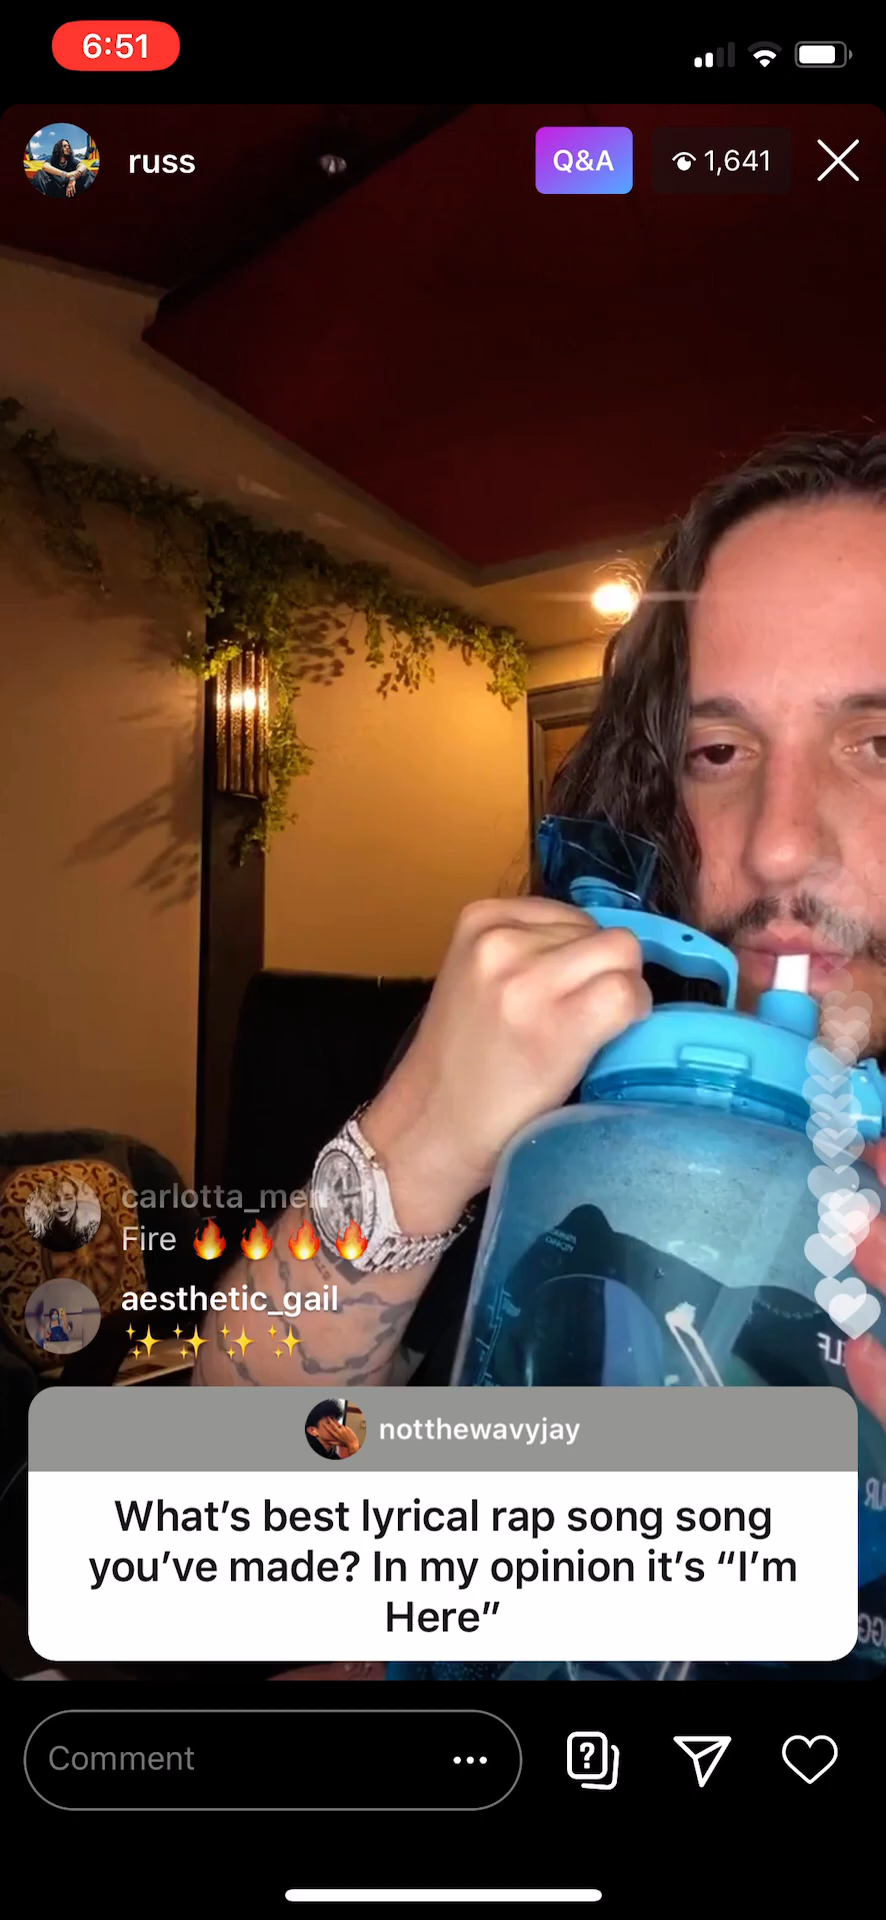 6:51
russ
Q&A
1,641
carlotta_mer
Fire 🔥 🔥 🔥 🔥
aesthetic_gail
✨ ✨ ✨ ✨
notthewavyjay
What's best lyrical rap song song
you've made? In my opinion it's “I'm
Here”
Comment